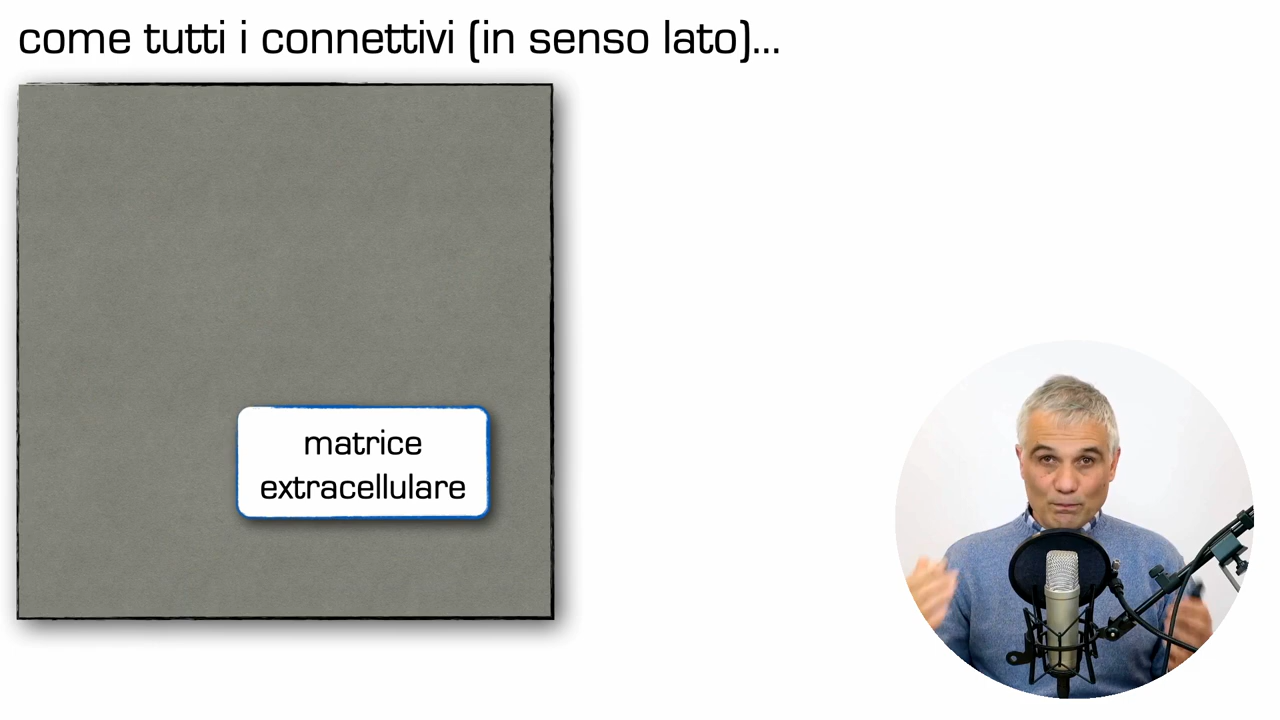 come tutti i connettivi (in senso lato)...
matrice
extracellulare